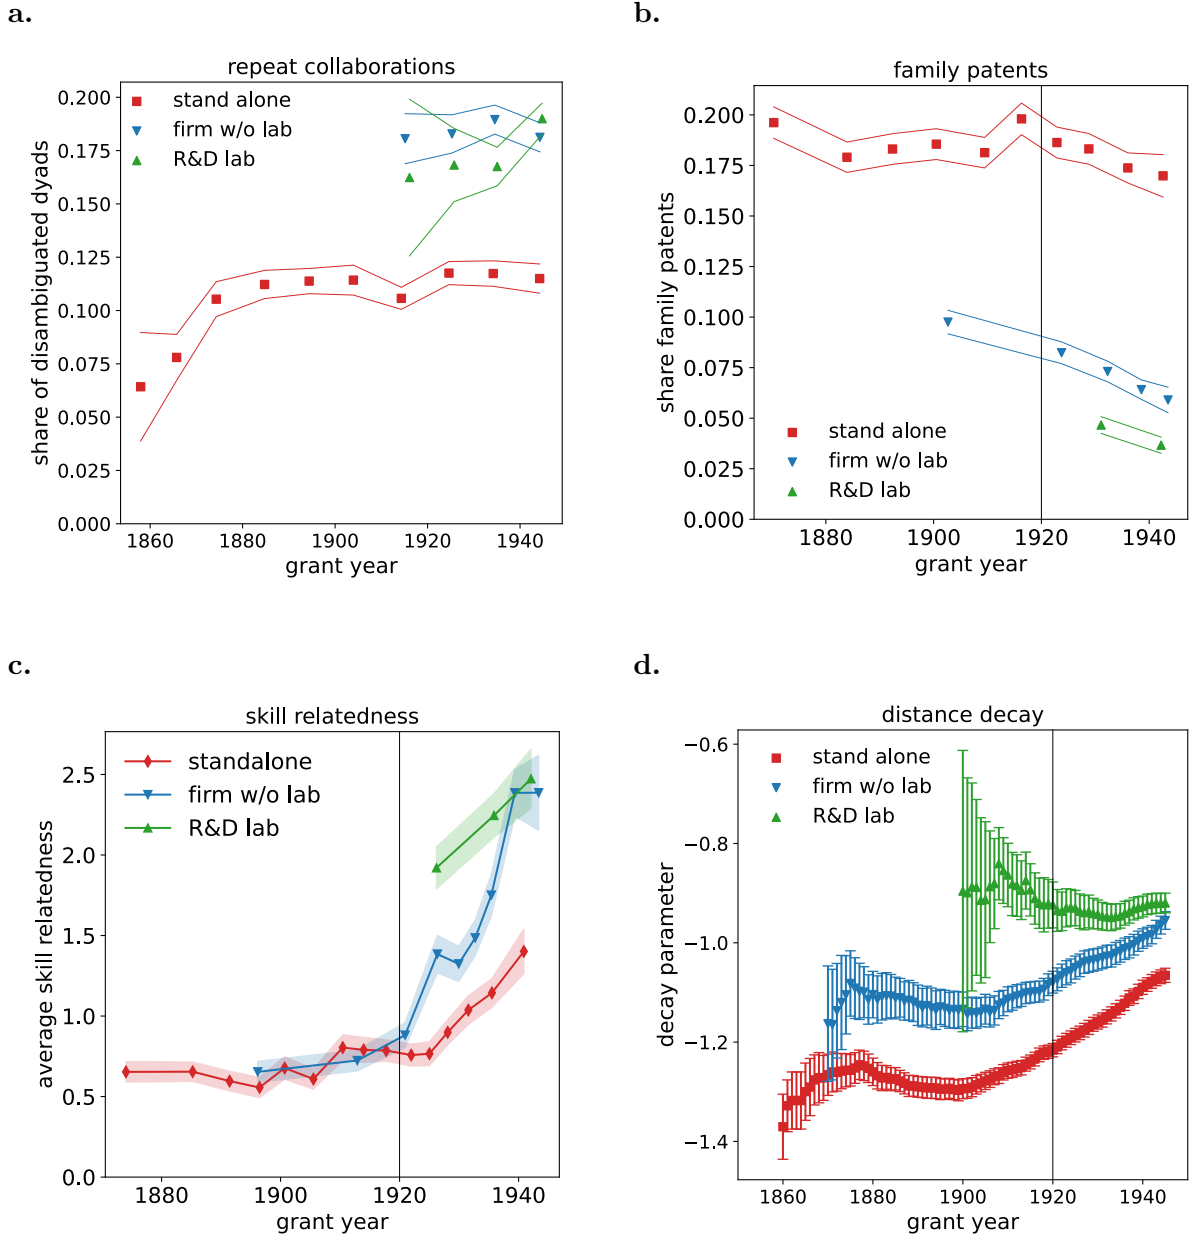 a.
repeat collaborations
share of disambiguated dyads
0.200
0.175
0.150
0.125
0.100
0.075
0.050
0.025
0.000
stand alone
firm w/o lab
R&D lab
1860 1880 1900 1920 1940
grant year
b.
family patents
share family patents
0.200
0.175
0.150
0.125
0.100
0.075
0.050
0.025
0.000
stand alone
firm w/o lab
R&D lab
1880 1900 1920 1940
grant year
c.
skill relatedness
average skill relatedness
2.5
2.0
1.5
1.0
0.5
0.0
standalone
firm w/o lab
R&D lab
1880 1900 1920 1940
grant year
d.
distance decay
decay parameter
−0.6
−0.8
−1.0
−1.2
−1.4
stand alone
firm w/o lab
R&D lab
1860 1880 1900 1920 1940
grant year